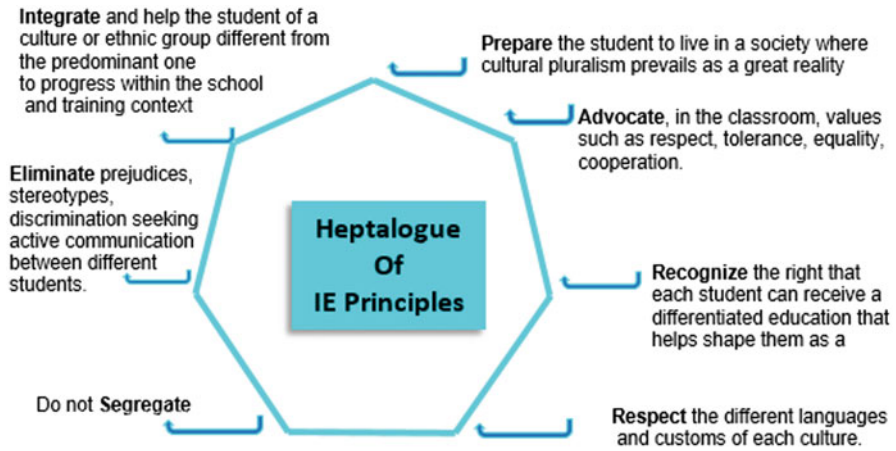 Integrate and help the student of a
culture or ethnic group different from
the predominant one
to progress within the school
and training context
Prepare the student to live in a society where
cultural pluralism prevails as a great reality
Advocate, in the classroom, values
such as respect, tolerance, equality,
cooperation.
Eliminate prejudices,
stereotypes,
discrimination seeking
active communication
between different
students.
Heptalogue
Of
IE Principles
Recognize the right that
each student can receive a
differentiated education that
helps shape them as a
Do not Segregate
Respect the different languages
and customs of each culture.